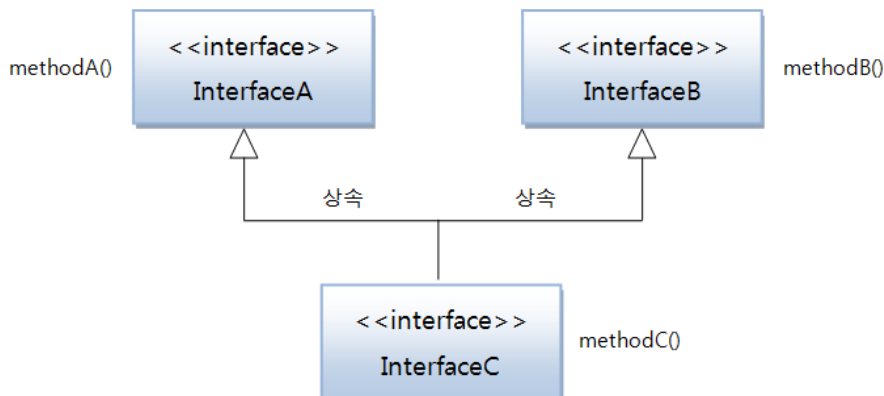 <<interface>>
InterfaceA
methodA()
<<interface>>
InterfaceB
methodB()
상속
상속
<<interface>>
InterfaceC
methodC()